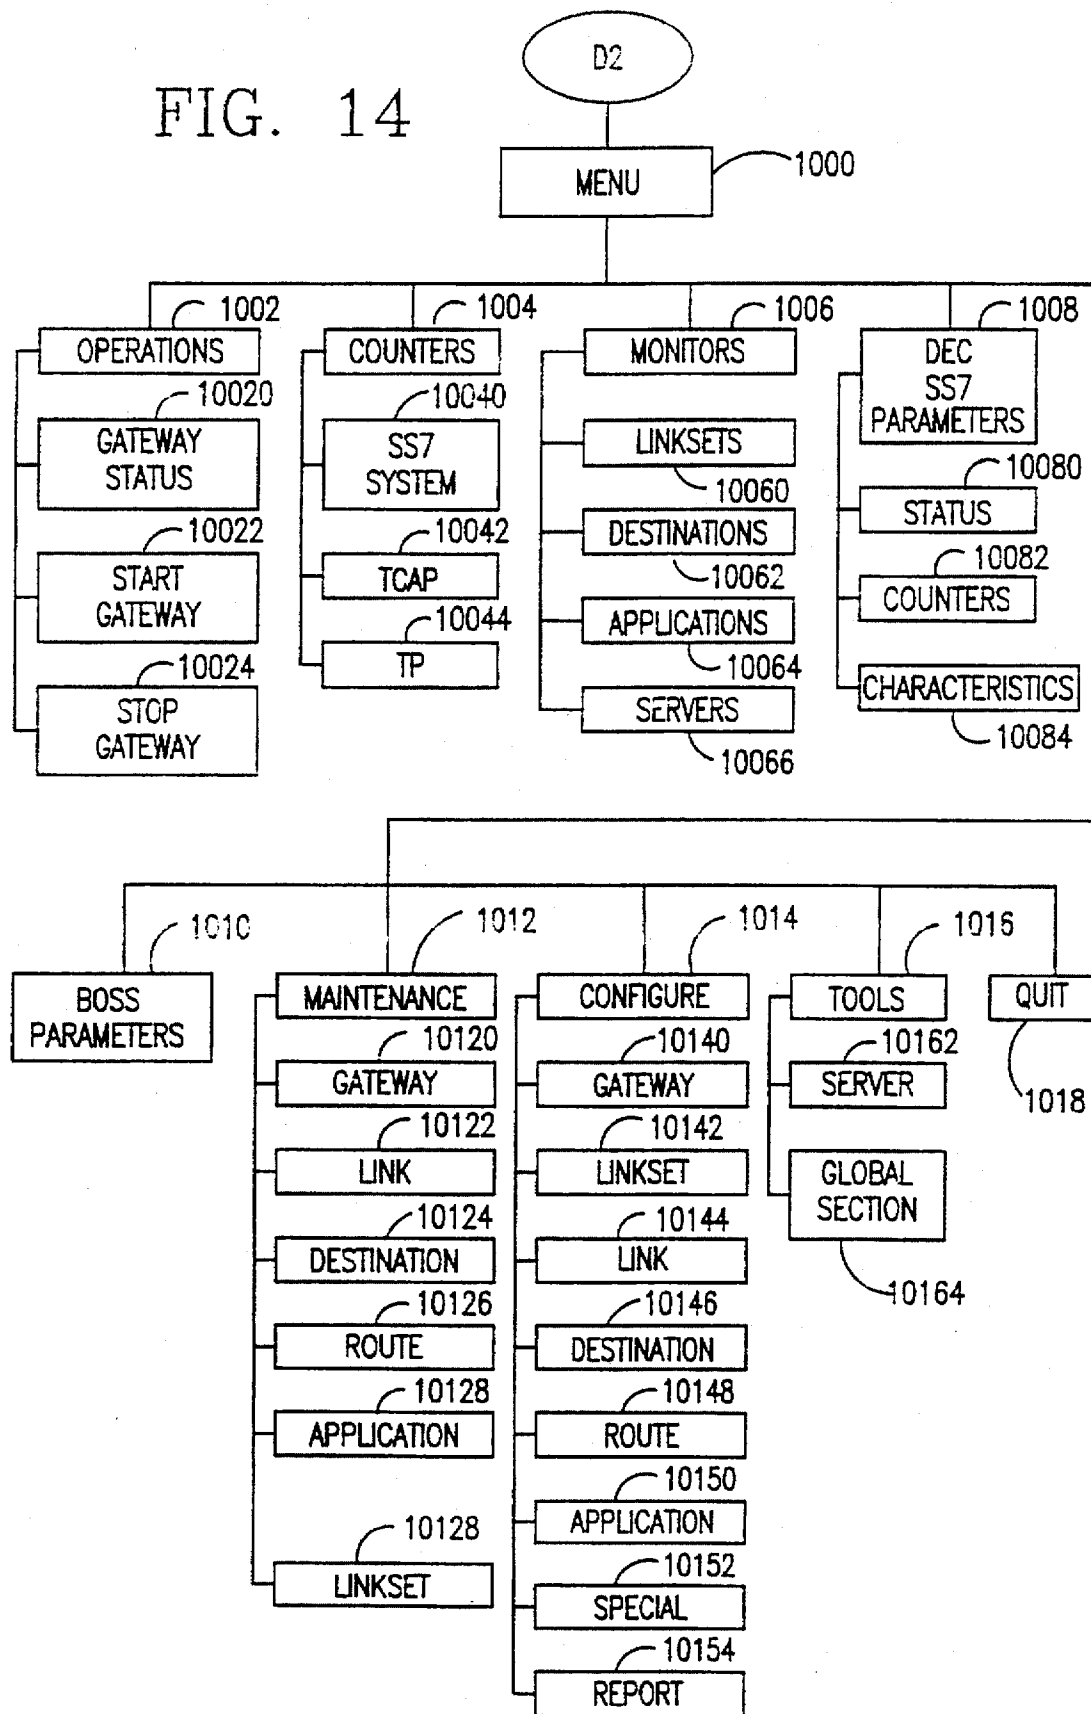 D2
FIG. 14
MENU
1000
1002
OPERATIONS
10020
GATEWAY
STATUS
10022
START
GATEWAY
10024
STOP
GATEWAY
1004
COUNTERS
10040
SS7
SYSTEM
10042
TCAP
10044
TP
1006
MONITORS
LINKSETS
10060
DESTINATIONS
10062
APPLICATIONS
10064
SERVERS
10066
1008
DEC
SS7
PARAMETERS
10080
STATUS
10082
COUNTERS
CHARACTERISTICS
10084
1010
BOSS
PARAMETERS
1012
MAINTENANCE
10120
GATEWAY
10122
LINK
10124
DESTINATION
10126
ROUTE
10128
APPLICATION
10128
LINKSET
1014
CONFIGURE
10140
GATEWAY
10142
LINKSET
10144
LINK
10146
DESTINATION
10148
ROUTE
10150
APPLICATION
10152
SPECIAL
10154
REPORT
1016
TOOLS
10162
SERVER
GLOBAL
SECTION
10164
QUIT
1018